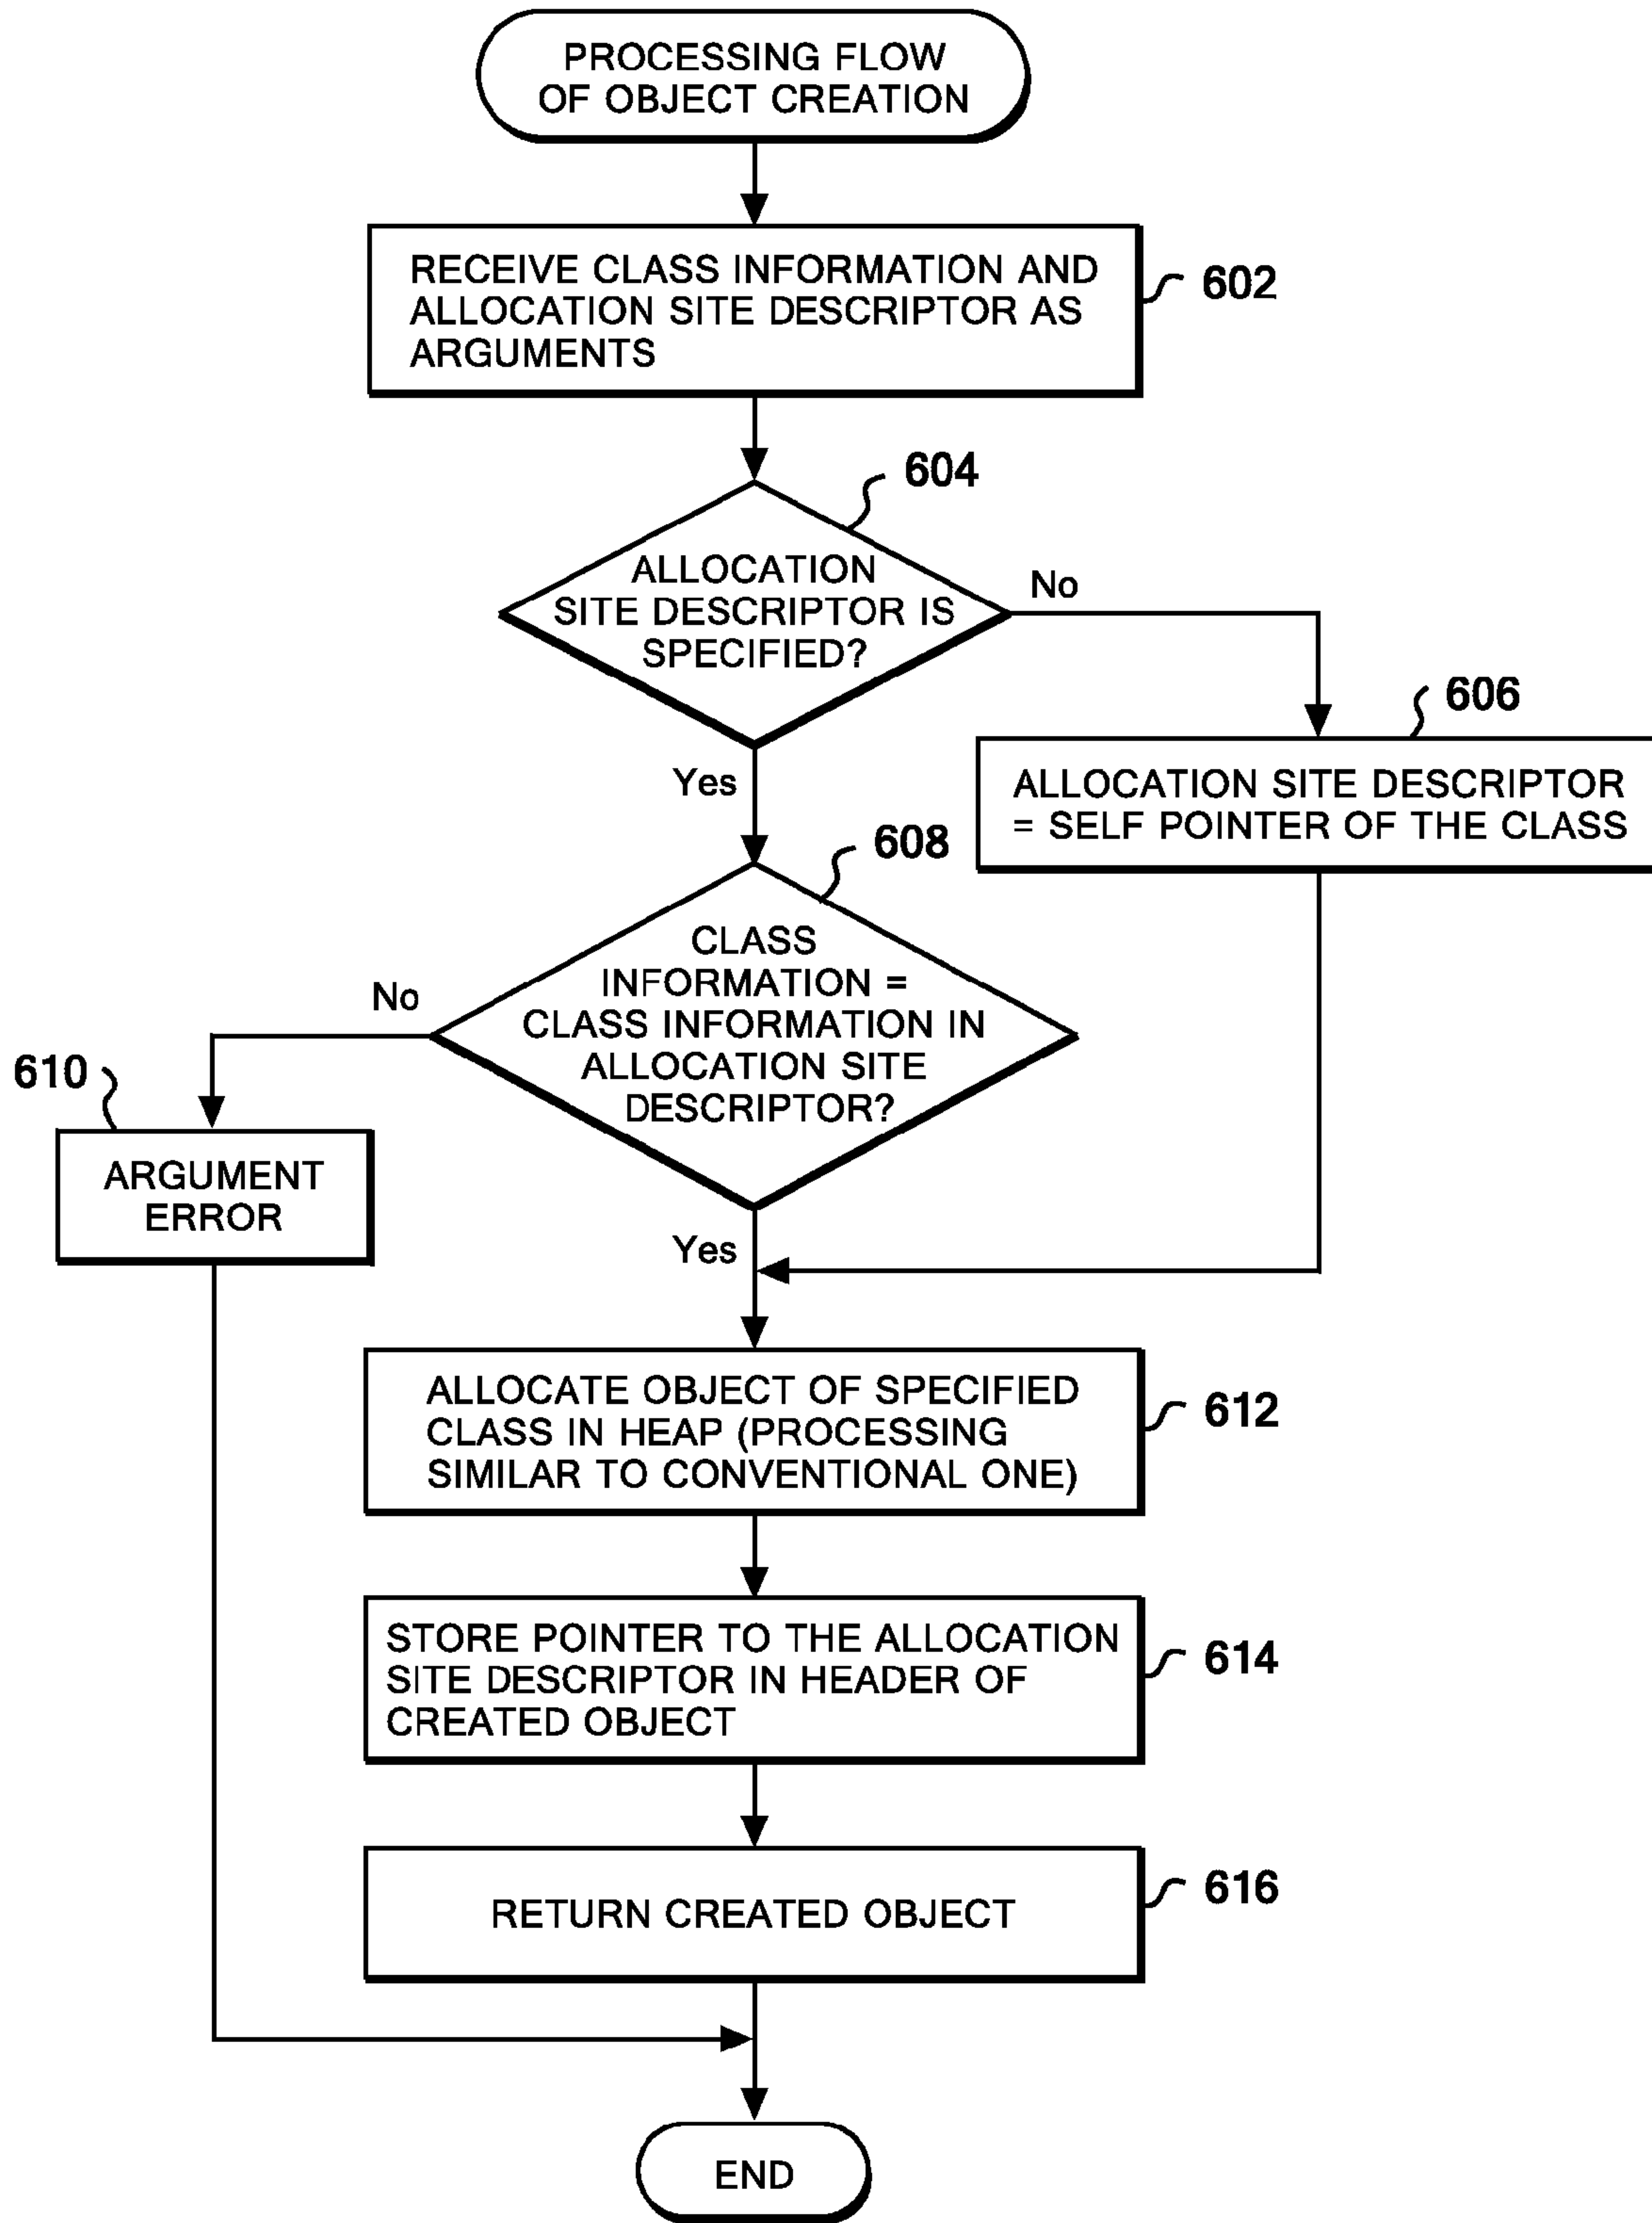 PROCESSING FLOW
OF OBJECT CREATION
RECEIVE CLASS INFORMATION AND
ALLOCATION SITE DESCRIPTOR AS
ARGUMENTS
602
604
ALLOCATION
SITE DESCRIPTOR IS
SPECIFIED?
No
Yes
606
ALLOCATION SITE DESCRIPTOR
= SELF POINTER OF THE CLASS
608
CLASS
INFORMATION =
CLASS INFORMATION IN
ALLOCATION SITE
DESCRIPTOR?
No
610
ARGUMENT
ERROR
Yes
ALLOCATE OBJECT OF SPECIFIED
CLASS IN HEAP (PROCESSING
SIMILAR TO CONVENTIONAL ONE)
612
STORE POINTER TO THE ALLOCATION
SITE DESCRIPTOR IN HEADER OF
CREATED OBJECT
614
RETURN CREATED OBJECT
616
END